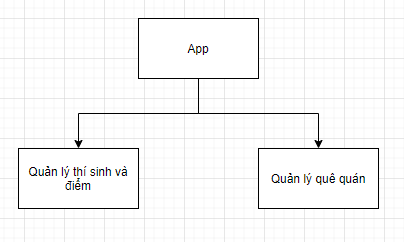 App
Quản lý thí sinh và
điểm
Quản lý quê quán